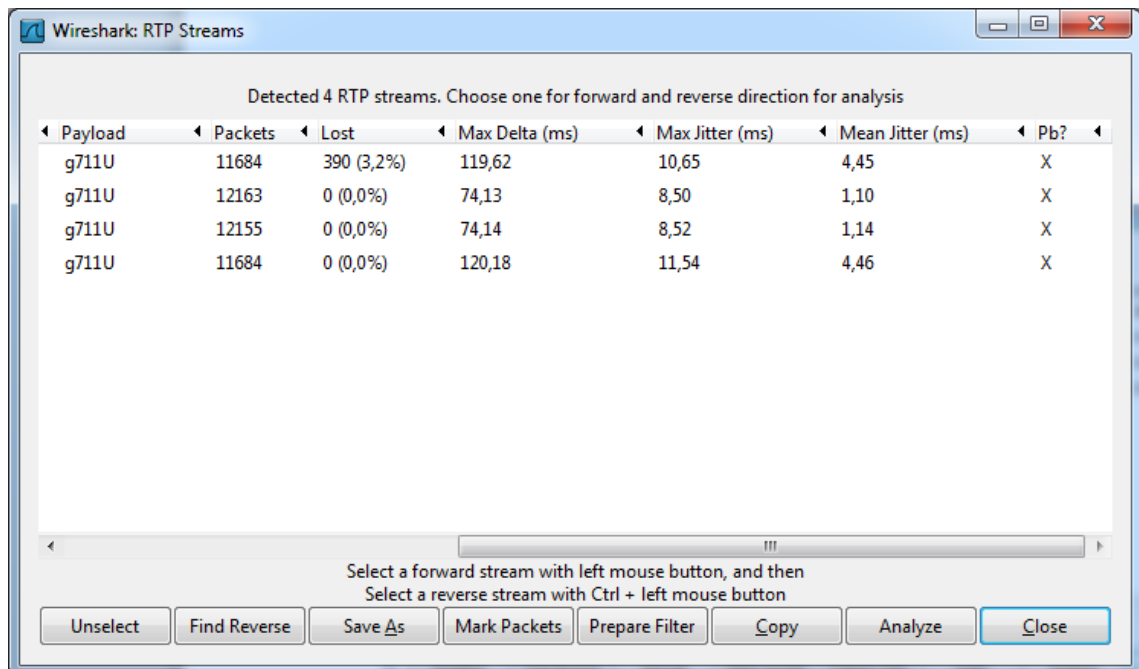 Wireshark: RTP Streams
Detected 4 RTP streams. Choose one for forward and reverse direction for analysis
Payload Packets Lost Max Delta (ms) Max Jitter (ms) Mean Jitter (ms) Pb?
g711U 11684 390 (3,2%) 119,62 10,65 4,45 X
g711U 12163 0 (0,0%) 74,13 8,50 1,10 X
g711U 12155 0 (0,0%) 74,14 8,52 1,14 X
g711U 11684 0 (0,0%) 120,18 11,54 4,46 X
Select a forward stream with left mouse button, and then
Select a reverse stream with Ctrl + left mouse button
Unselect Find Reverse Save As Mark Packets Prepare Filter Copy Analyze Close